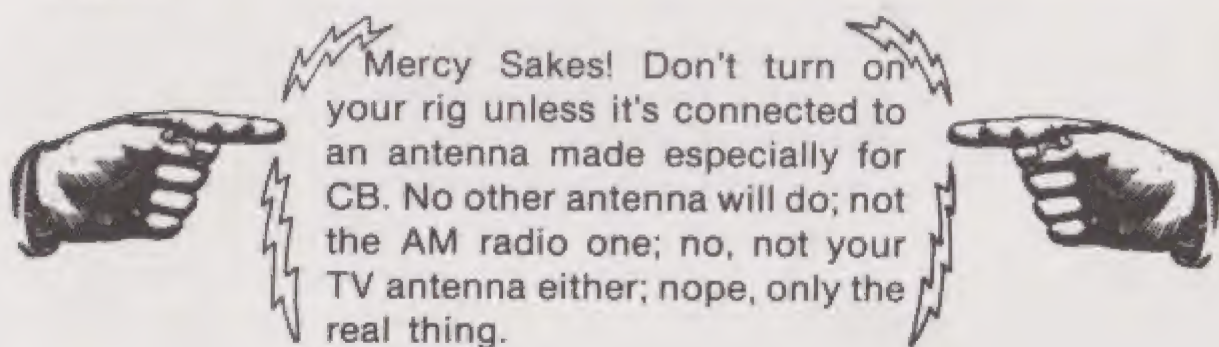 Mercy Sakes! Don't turn on
your rig unless it's connected to
an antenna made especially for
CB. No other antenna will do; not
the AM radio one; no, not your
TV antenna either; nope, only the
real thing.